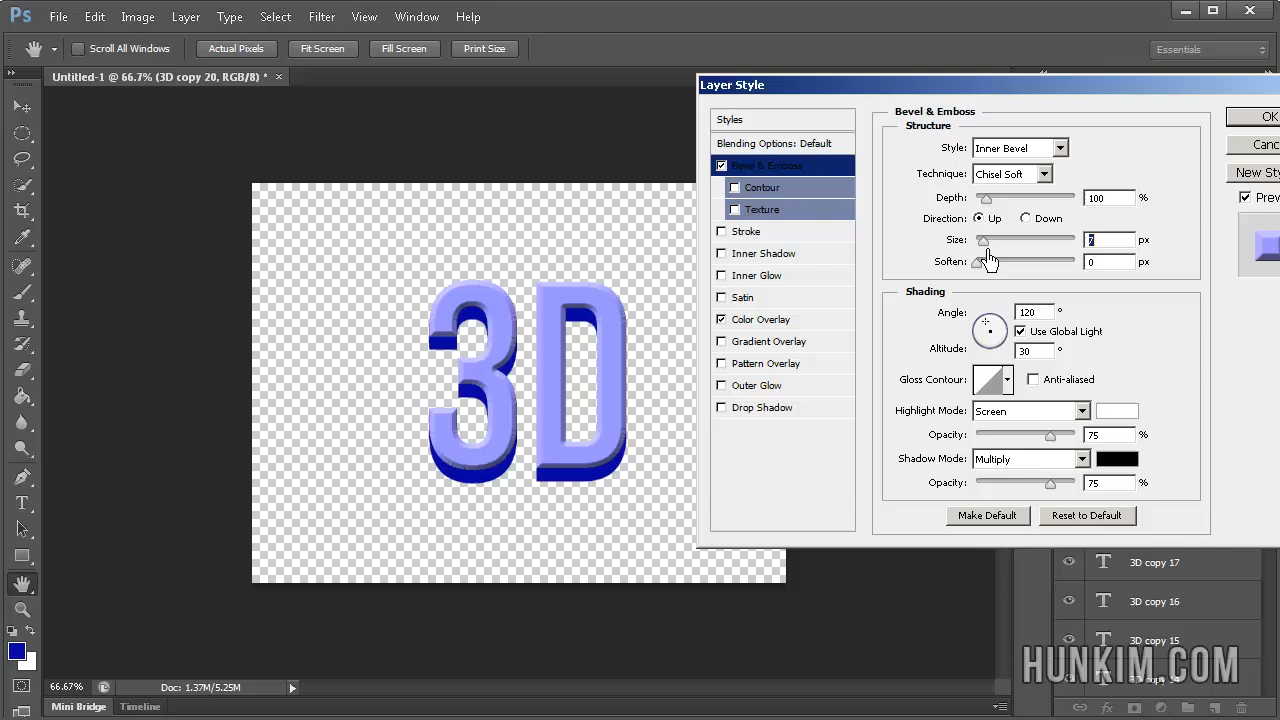 Ps File Edit Image Layer Type Select Filter View Window Help
Scroll All Windows Actual Pixels Fit Screen Fill Screen Print Size Essentials
Untitled-1 @ 66.7% (3D copy 20, RGB/8) * ×
Layer Style
Styles
Blending Options: Default
Bevel & Emboss
Contour
Texture
Stroke
Inner Shadow
Inner Glow
Satin
Color Overlay
Gradient Overlay
Pattern Overlay
Outer Glow
Drop Shadow
Bevel & Emboss
Structure
Style: Inner Bevel
Technique: Chisel Soft
Depth: 100 %
Direction: Up Down
Size: 7 px
Soften: 0 px
Shading
Angle: 120 °
Use Global Light
Altitude: 30 °
Gloss Contour: Anti-aliased
Highlight Mode: Screen
Opacity: 75 %
Shadow Mode: Multiply
Opacity: 75 %
Make Default Reset to Default
OK
Canc
New Sty
Prev
3D
3D copy 17
3D copy 16
3D copy 15
3D copy 14
HUNKIM.COM
66.67% Doc: 1.37M/5.25M
Mini Bridge Timeline